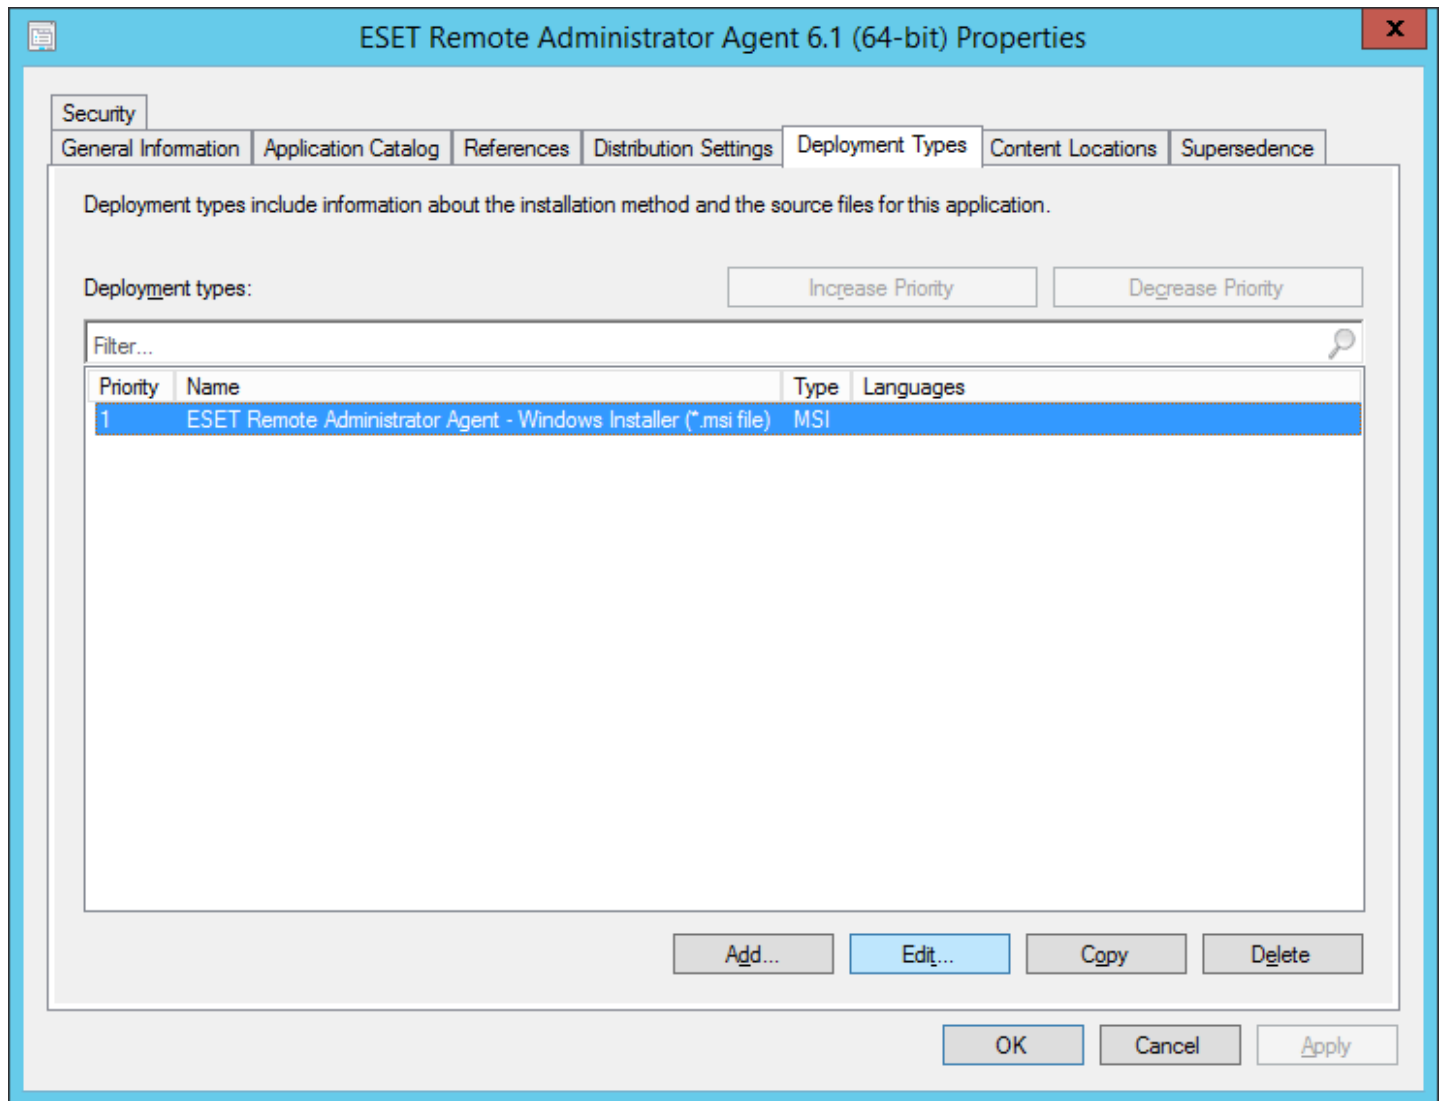 ESET Remote Administrator Agent 6.1 (64-bit) Properties
x
Security
General Information Application Catalog References Distribution Settings Deployment Types Content Locations Supersedence
Deployment types include information about the installation method and the source files for this application.
Deployment types: Increase Priority Decrease Priority
Filter...
Priority Name Type Languages
1 ESET Remote Administrator Agent - Windows Installer (*.msi file) MSI
Add... Edit... Copy Delete
OK Cancel Apply